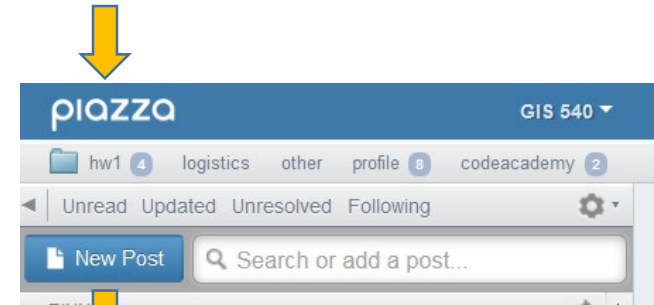 piazza GIS 540
hw1 4 logistics other profile 8 codeacademy 2
Unread Updated Unresolved Following
New Post Search or add a post...